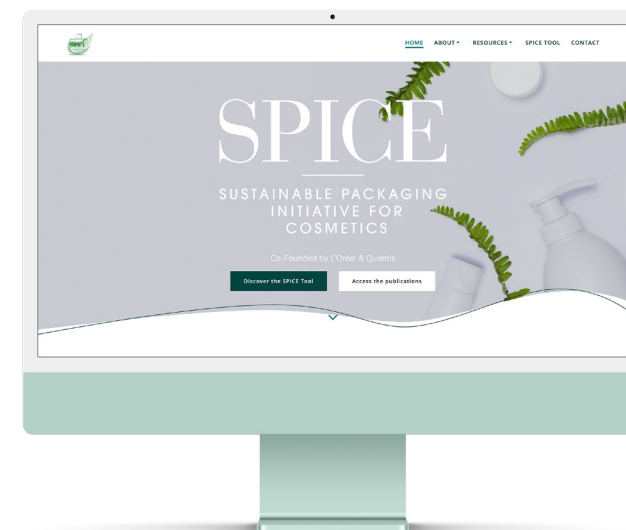 SPICE
HOME ABOUT RESOURCES SPICE TOOL CONTACT
SPICE
SUSTAINABLE PACKAGING
INITIATIVE FOR
COSMETICS
Co-Founded by L'Oréal & Quantis
Discover the SPICE Tool Access the publications